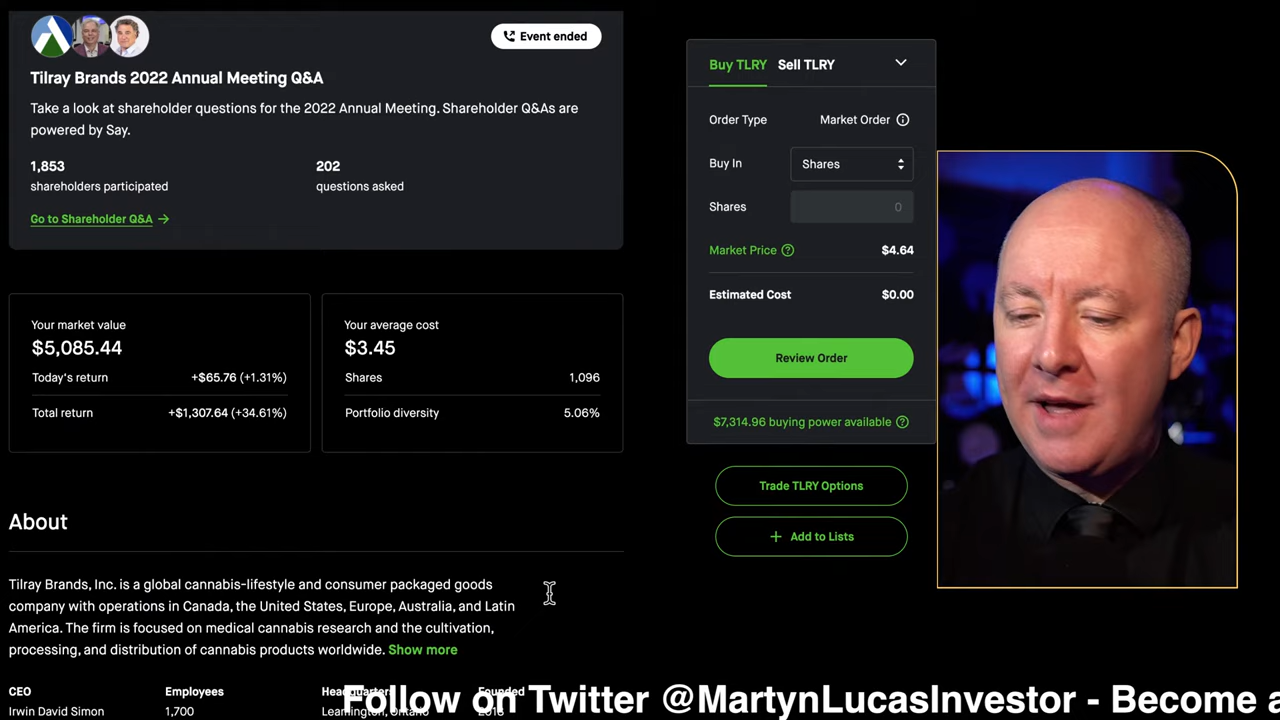 Event ended
Tilray Brands 2022 Annual Meeting Q&A
Take a look at shareholder questions for the 2022 Annual Meeting. Shareholder Q&As are
powered by Say.
1,853
shareholders participated
202
questions asked
Go to Shareholder Q&A →
Your market value
$5,085.44
Today's return +$65.76 (+1.31%)
Total return +$1,307.64 (+34.61%)
Your average cost
$3.45
Shares 1,096
Portfolio diversity 5.06%
About
Tilray Brands, Inc. is a global cannabis-lifestyle and consumer packaged goods
company with operations in Canada, the United States, Europe, Australia, and Latin
America. The firm is focused on medical cannabis research and the cultivation,
processing, and distribution of cannabis products worldwide. Show more
CEO
Irwin David Simon
Employees
1,700
Headquarters
Leamington, Ontario
Founded
2018
Buy TLRY Sell TLRY
Order Type Market Order
Buy In Shares
Shares 0
Market Price $4.64
Estimated Cost $0.00
Review Order
$7,314.96 buying power available
Trade TLRY Options
+ Add to Lists
Follow on Twitter @MartynLucasInvestor - Become a